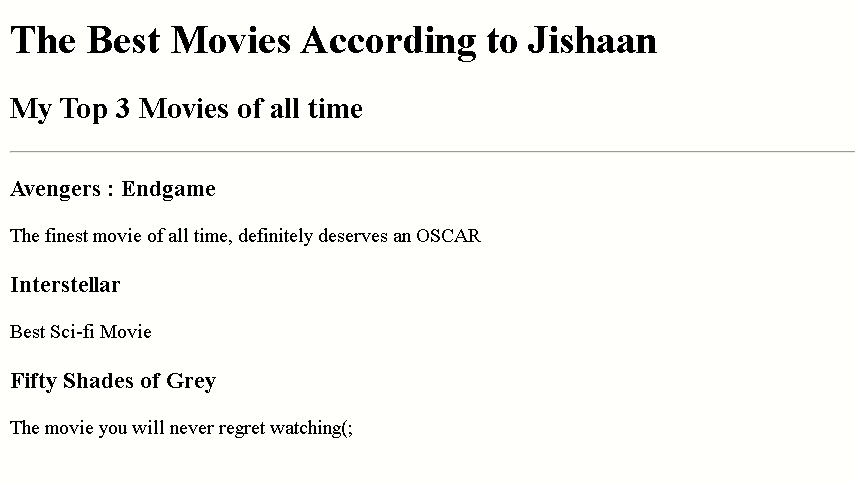 The Best Movies According to Jishaan
My Top 3 Movies of all time
Avengers : Endgame
The finest movie of all time, definitely deserves an OSCAR
Interstellar
Best Sci-fi Movie
Fifty Shades of Grey
The movie you will never regret watching(;